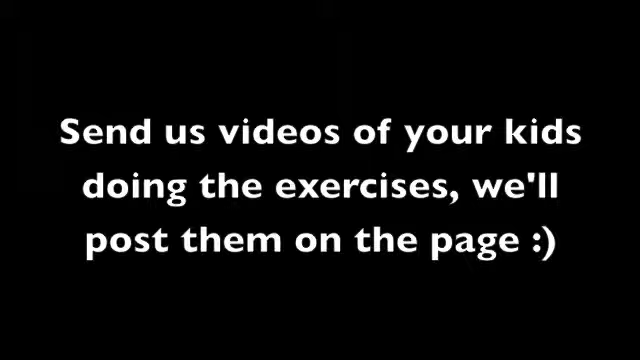 Send us videos of your kids
doing the exercises, we'll
post them on the page :)